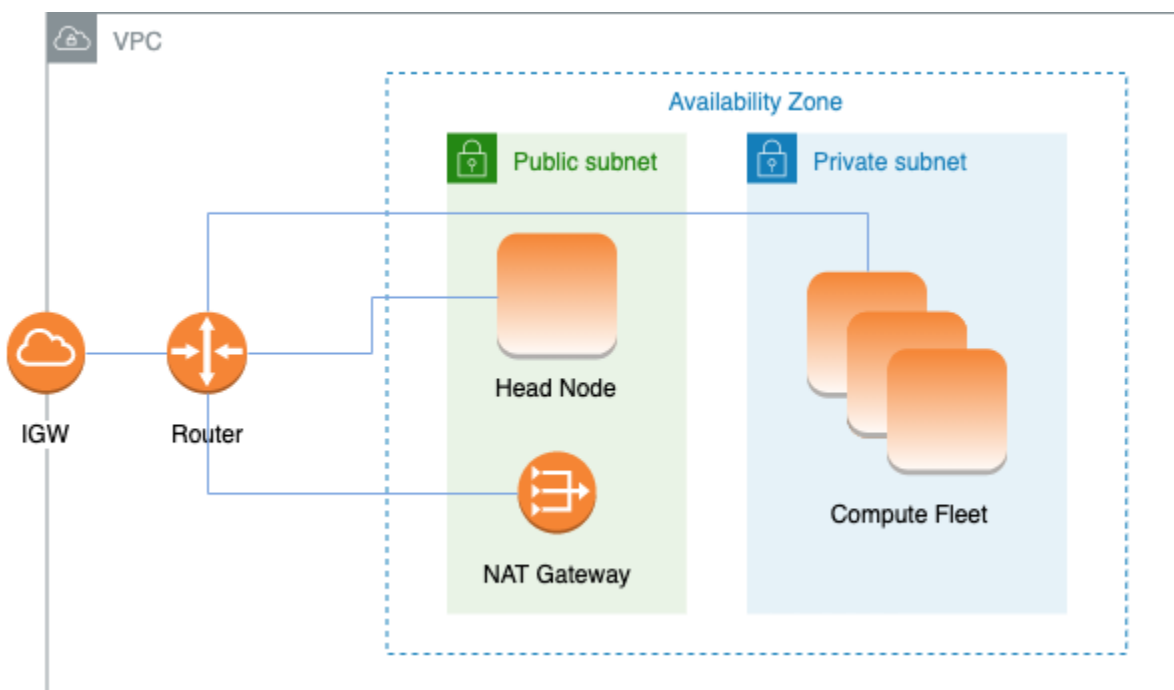 VPC
Availability Zone
Public subnet
Private subnet
Head Node
IGW
Router
Compute Fleet
NAT Gateway